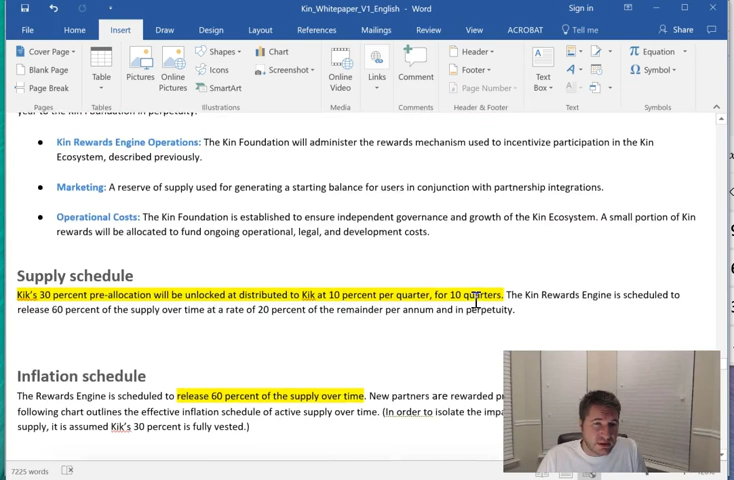 Kin_Whitepaper_V1_English - Word
Sign in
File Home Insert Draw Design Layout References Mailings Review View ACROBAT Tell me Share
Cover Page
Blank Page
Page Break
Table
Pictures
Online Pictures
Shapes
Icons
SmartArt
Chart
Screenshot
Online Video
Links
Comment
Header
Footer
Page Number
Text Box
Equation
Symbol
Pages Tables Illustrations Media Comments Header & Footer Text Symbols
year to the Kin Foundation in perpetuity.
● Kin Rewards Engine Operations: The Kin Foundation will administer the rewards mechanism used to incentivize participation in the Kin
Ecosystem, described previously.
● Marketing: A reserve of supply used for generating a starting balance for users in conjunction with partnership integrations.
● Operational Costs: The Kin Foundation is established to ensure independent governance and growth of the Kin Ecosystem. A small portion of Kin
rewards will be allocated to fund ongoing operational, legal, and development costs.
Supply schedule
Kik's 30 percent pre-allocation will be unlocked at distributed to Kik at 10 percent per quarter, for 10 quarters. The Kin Rewards Engine is scheduled to
release 60 percent of the supply over time at a rate of 20 percent of the remainder per annum and in perpetuity.
Inflation schedule
The Rewards Engine is scheduled to release 60 percent of the supply over time. New partners are rewarded
following chart outlines the effective inflation schedule of active supply over time. (In order to isolate the
supply, it is assumed Kik's 30 percent is fully vested.)
7225 words